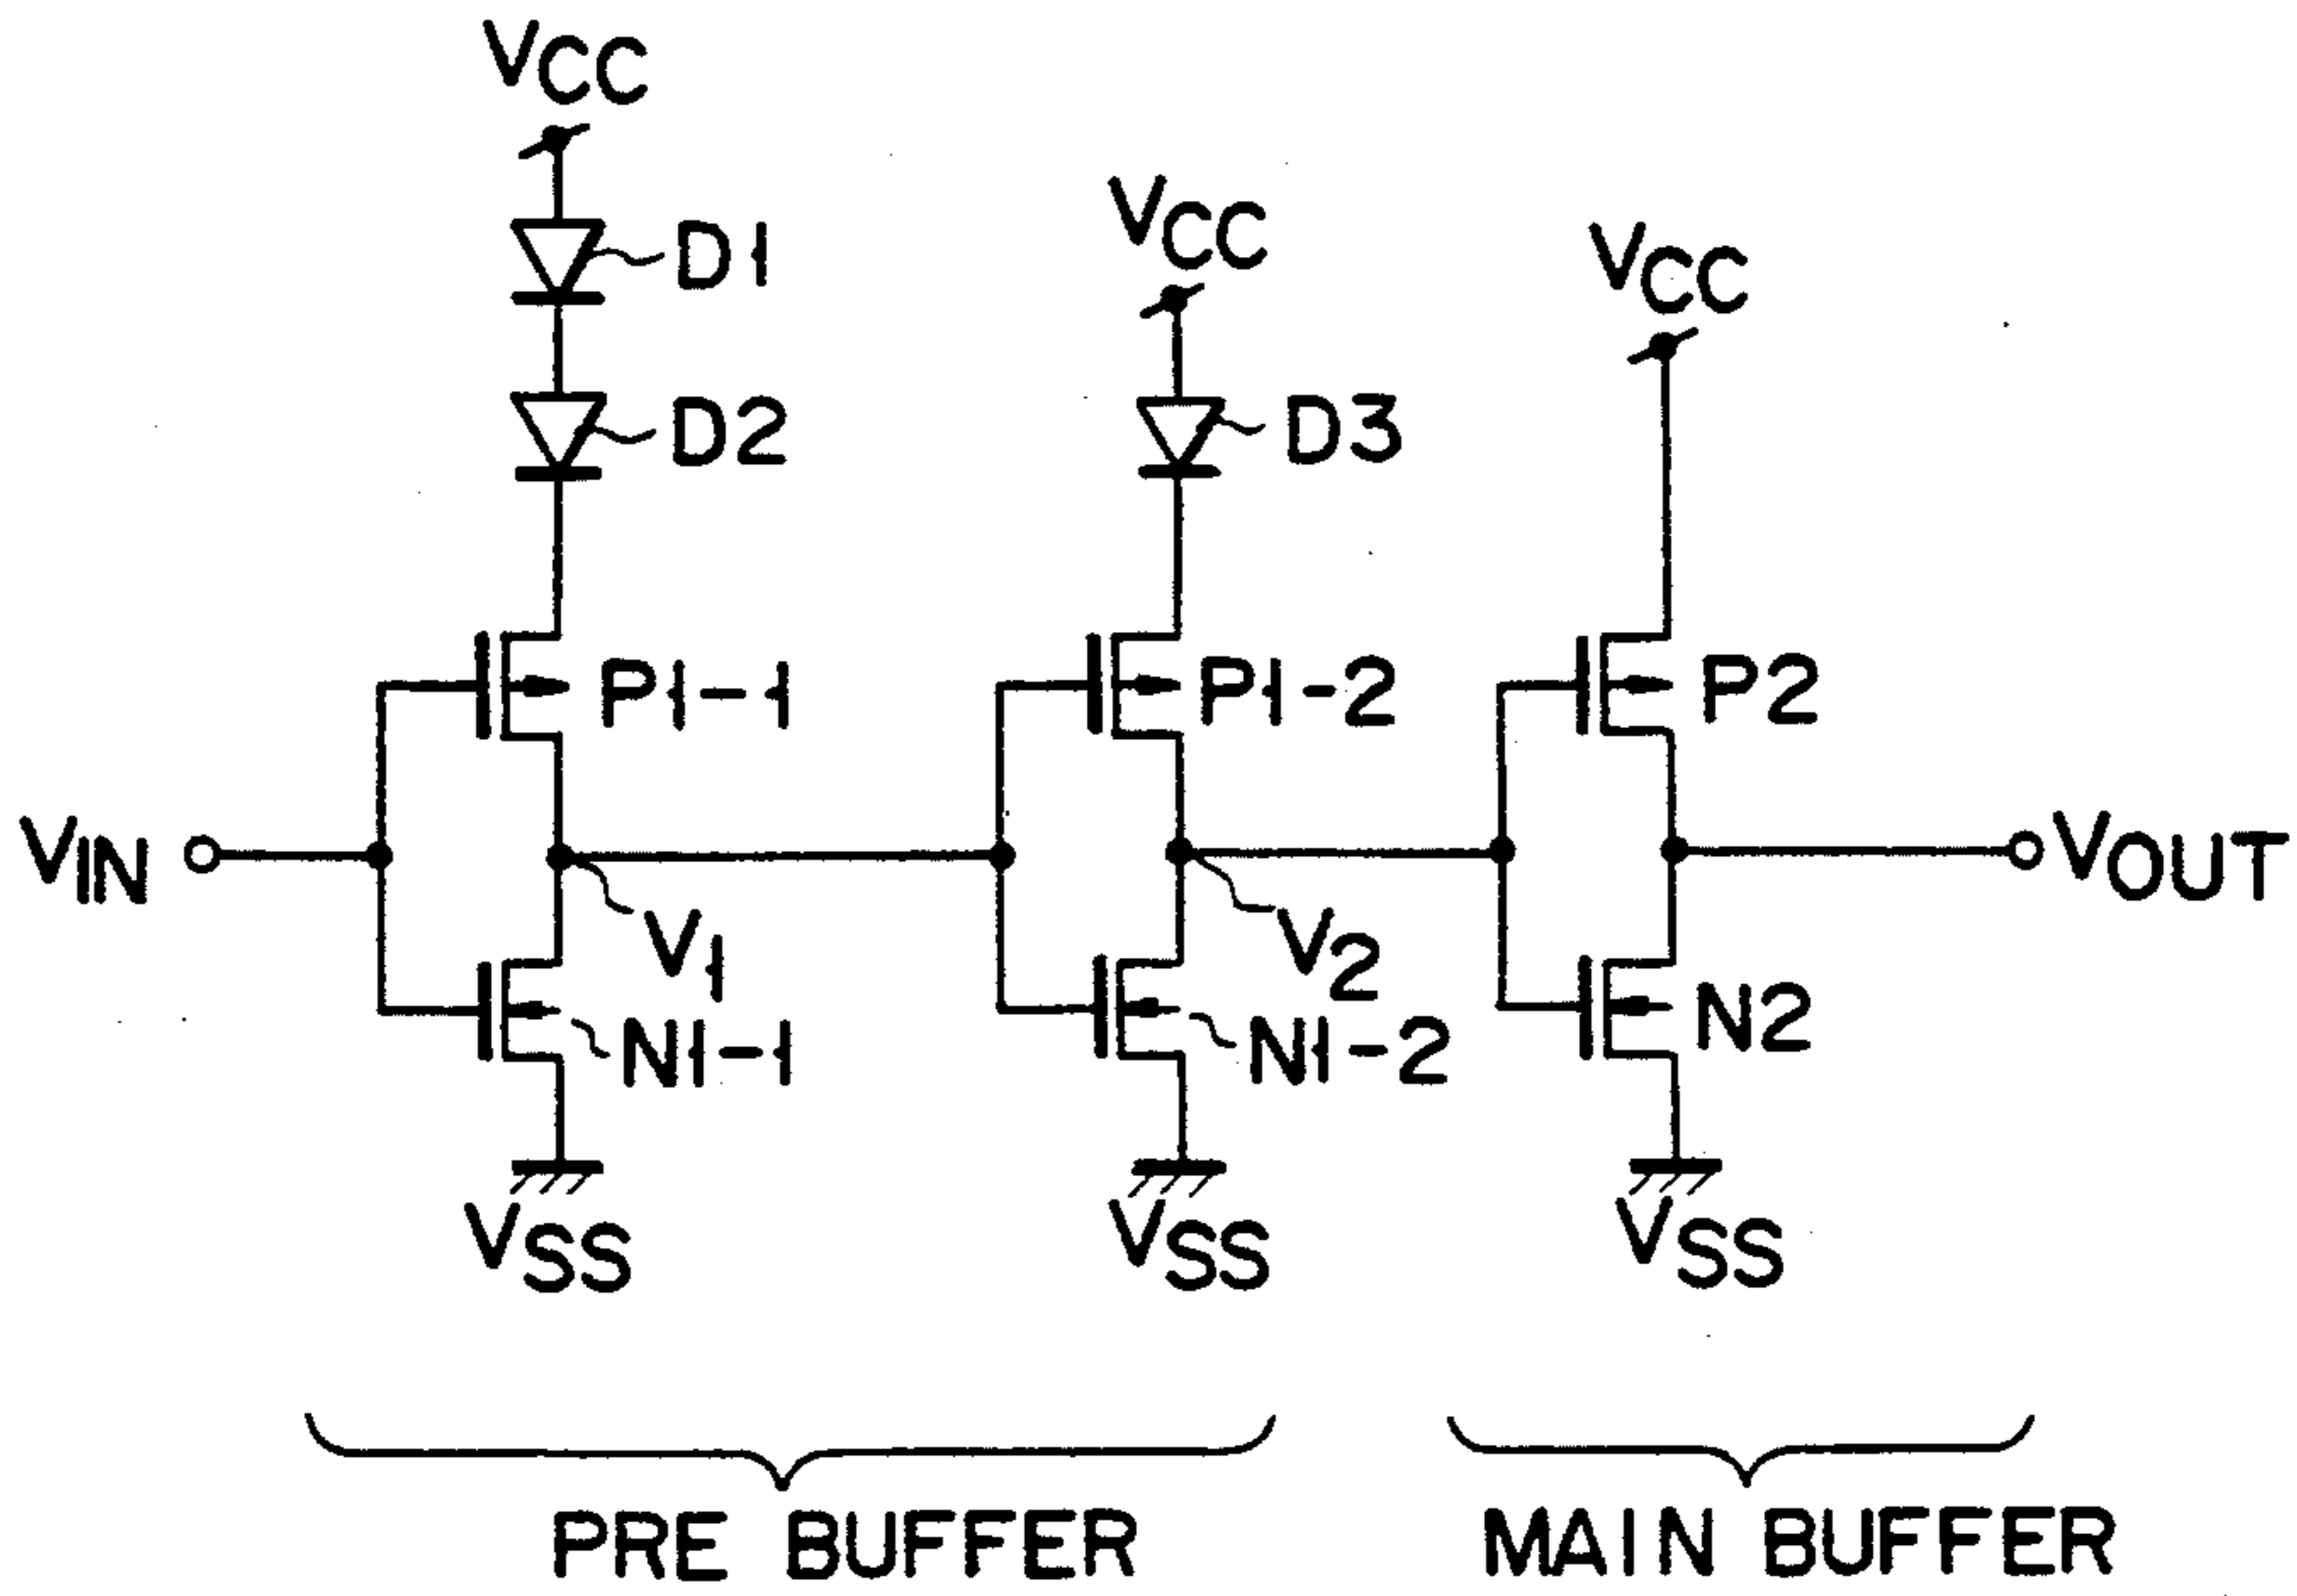 VCC
D1
D2
VCC
D3
VCC
P1-1
P1-2
P2
VIN
V1
V2
VOUT
N1-1
N1-2
N2
VSS
VSS
VSS
PRE BUFFER
MAIN BUFFER